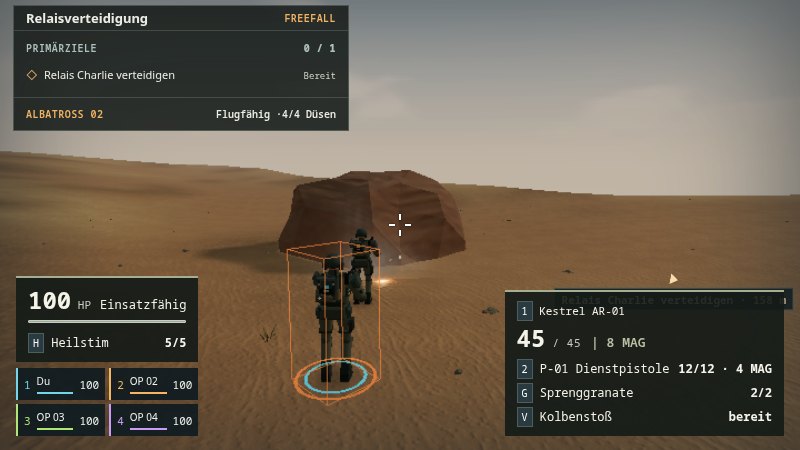 Relaisverteidigung FREEFALL
PRIMÄRZIELE 0 / 1
Relais Charlie verteidigen Bereit
ALBATROSS 02 Flugfähig ·4/4 Düsen
100 HP Einsatzfähig
H Heilstim 5/5
1 Du 100 2 OP 02 100
3 OP 03 100 4 OP 04 100
Relais Charlie verteidigen · 158 m
1 Kestrel AR-01
45 / 45 | 8 MAG
2 P-01 Dienstpistole 12/12 · 4 MAG
G Sprenggranate 2/2
V Kolbenstoß bereit